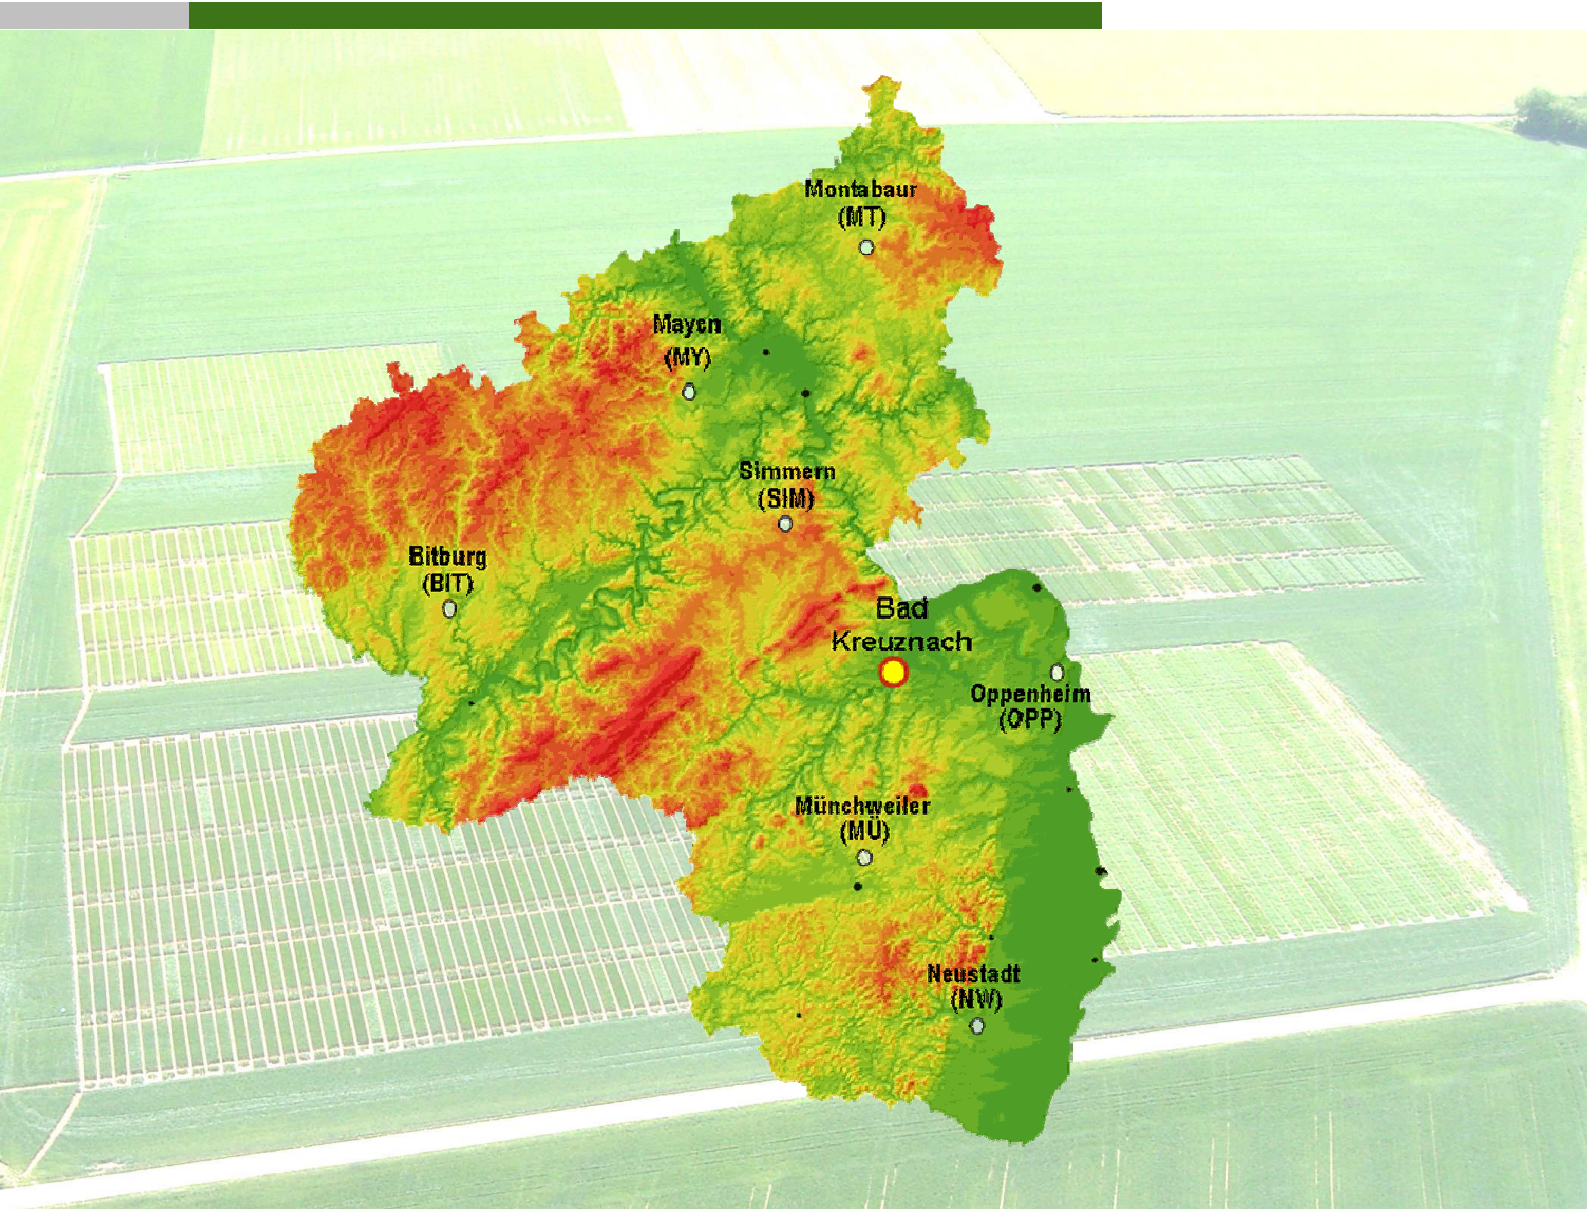 Montabaur
(MT)
Mayen
(MY)
Simmern
(SIM)
Bitburg
(BIT)
Bad
Kreuznach
Oppenheim
(OPP)
Münchweiler
(MÜ)
Neustadt
(NW)